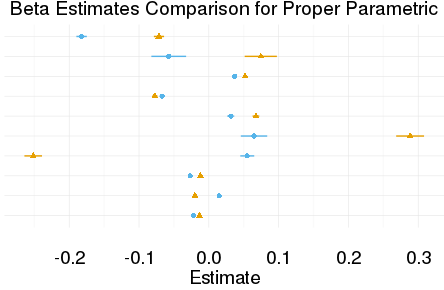 Beta Estimates Comparison for Proper Parametric
-0.2 -0.1 0.0 0.1 0.2 0.3
Estimate